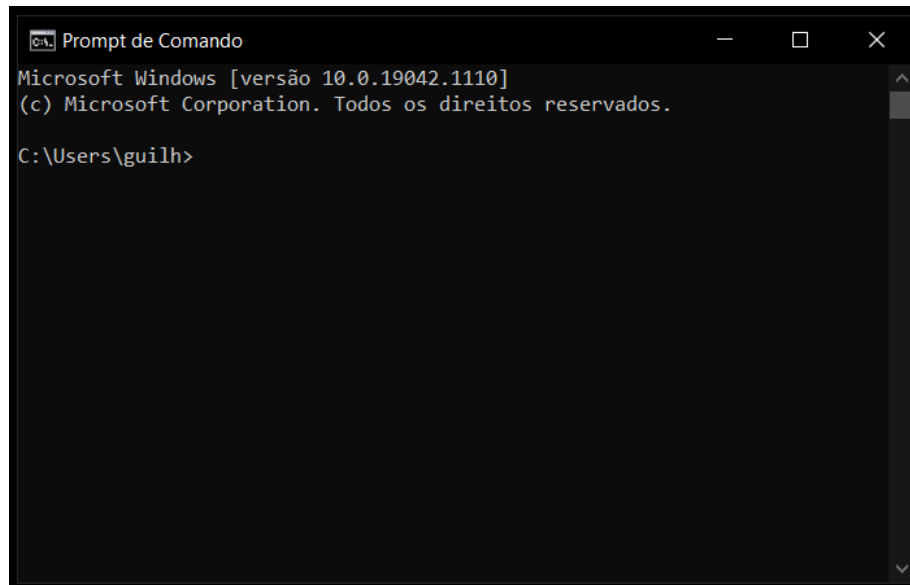 Prompt de Comando
Microsoft Windows [versão 10.0.19042.1110]
(c) Microsoft Corporation. Todos os direitos reservados.
C:\Users\guilh>